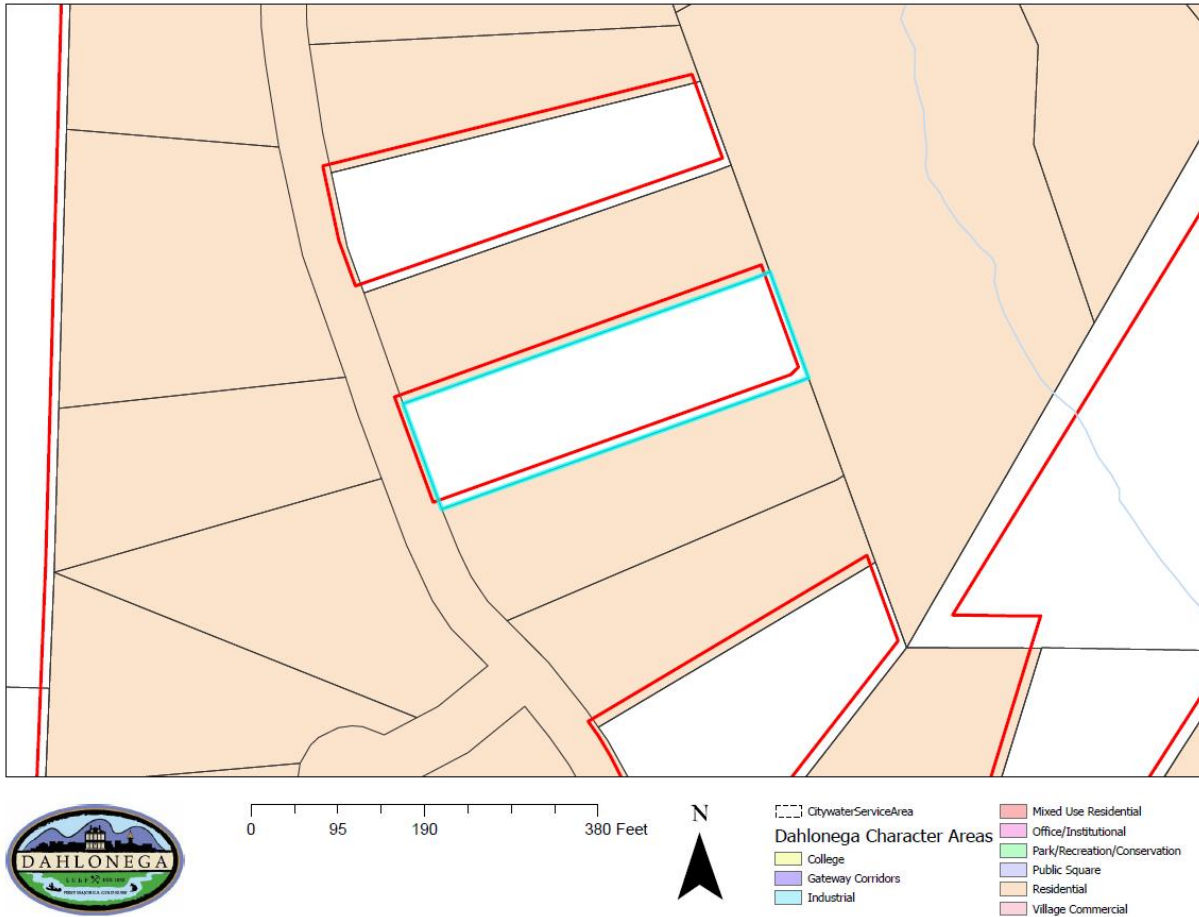 0 95 190 380 Feet
N
CitywaterServiceArea
Dahlonega Character Areas
College
Gateway Corridors
Industrial
Mixed Use Residential
Office/Institutional
Park/Recreation/Conservation
Public Square
Residential
Village Commercial
DAHLONEGA